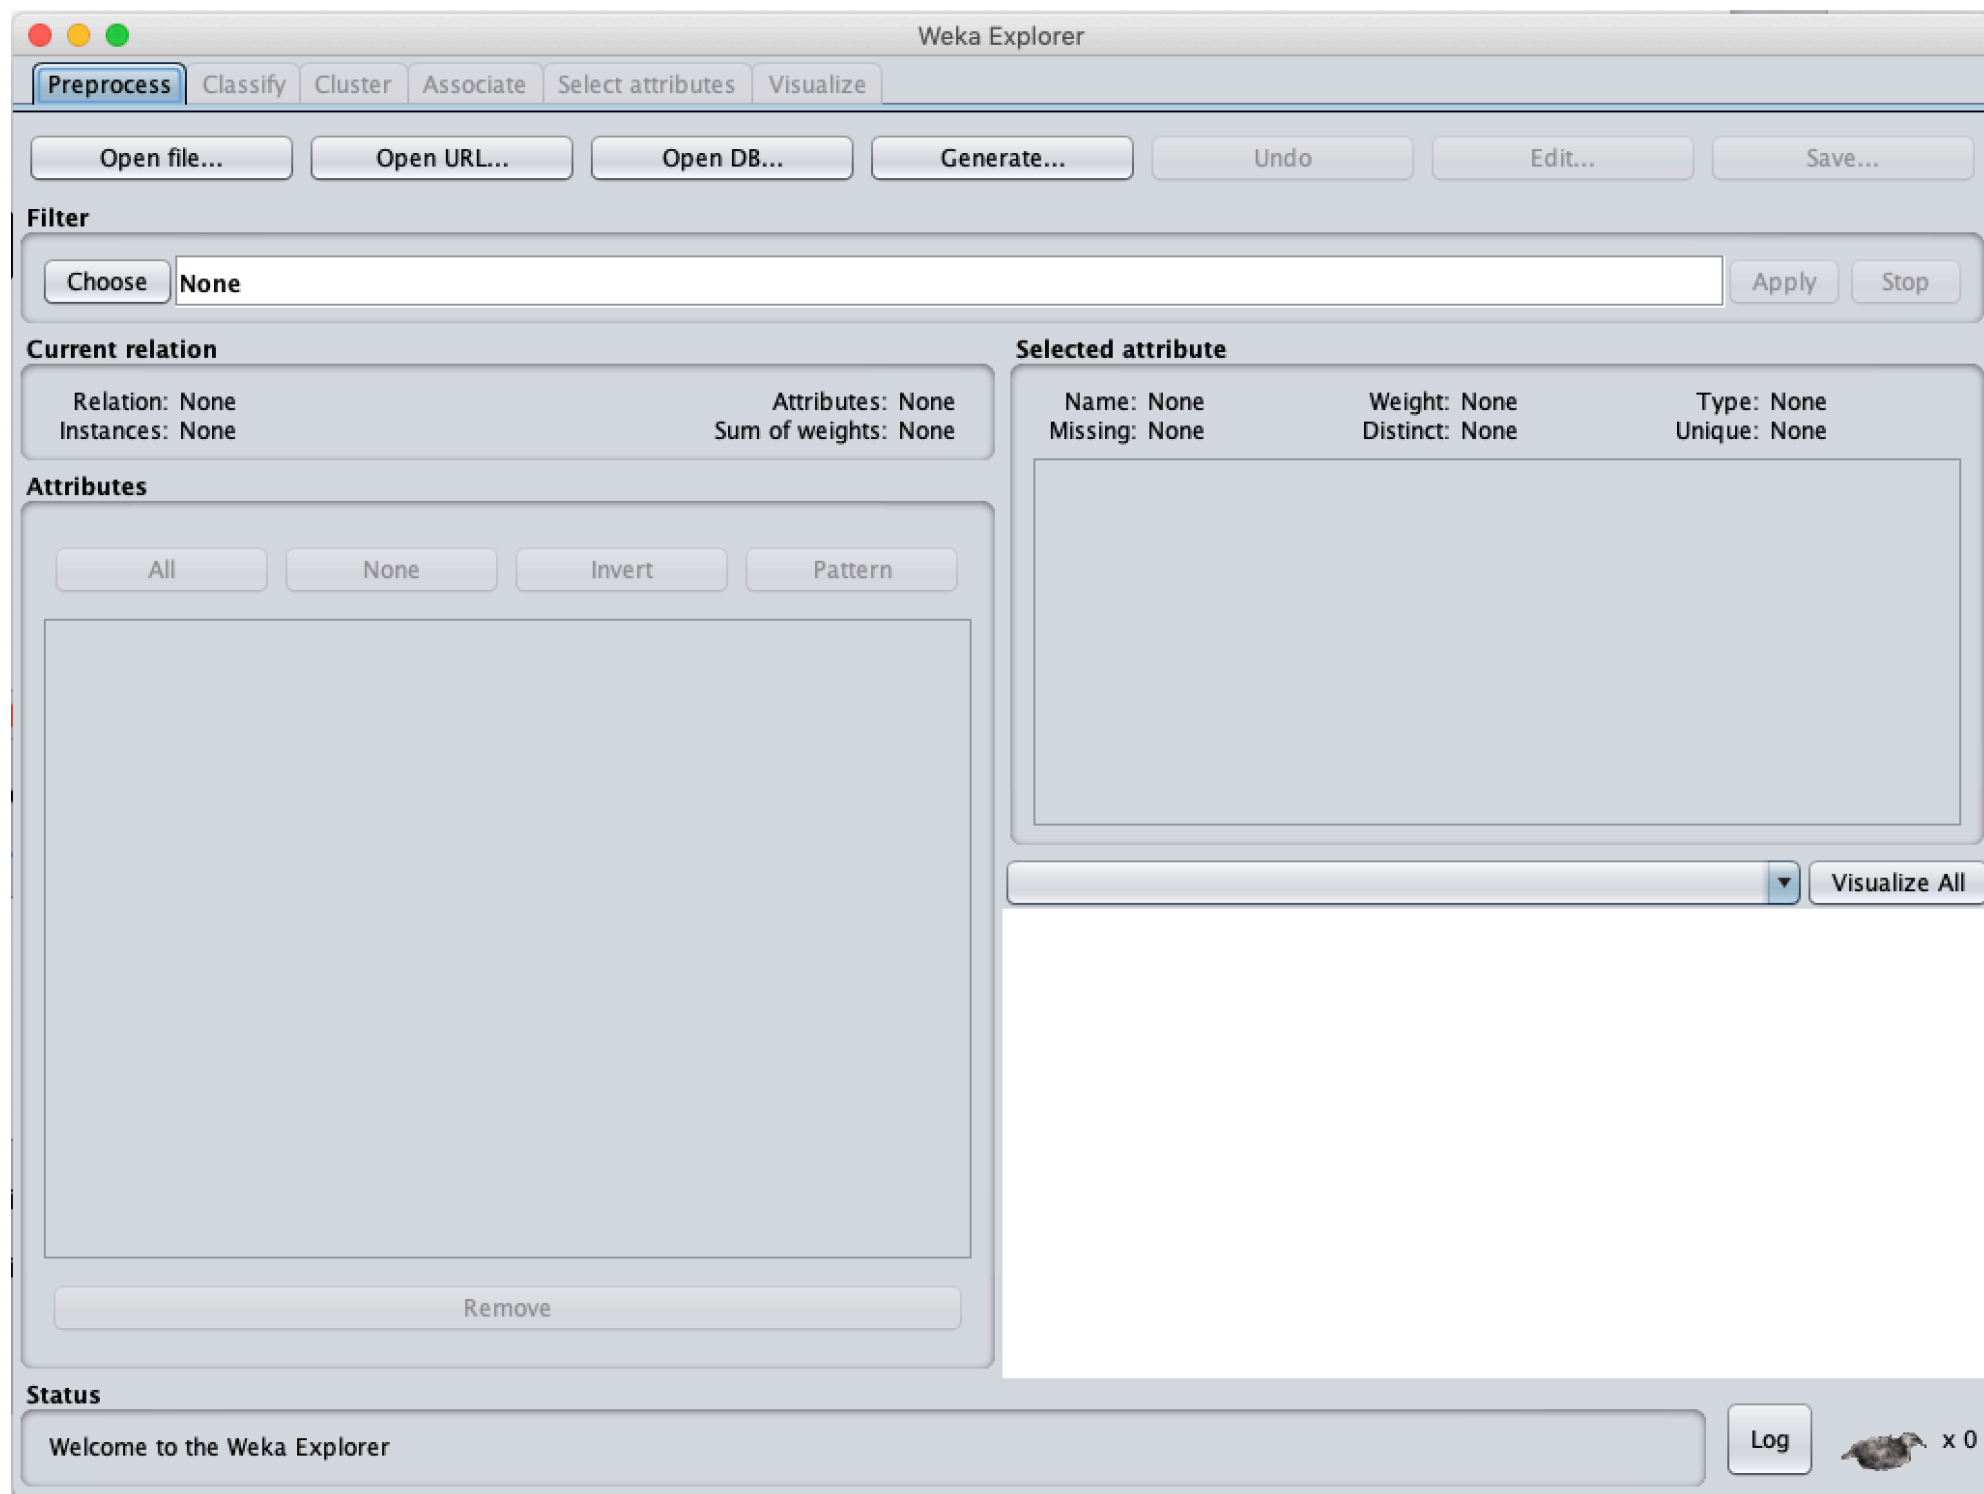 Weka Explorer
Preprocess Classify Cluster Associate Select attributes Visualize
Open file... Open URL... Open DB... Generate... Undo Edit... Save...
Filter
Choose None Apply Stop
Current relation
Relation: None Attributes: None
Instances: None Sum of weights: None
Selected attribute
Name: None Weight: None Type: None
Missing: None Distinct: None Unique: None
Attributes
All None Invert Pattern
Remove
Visualize All
Status
Welcome to the Weka Explorer
Log x 0